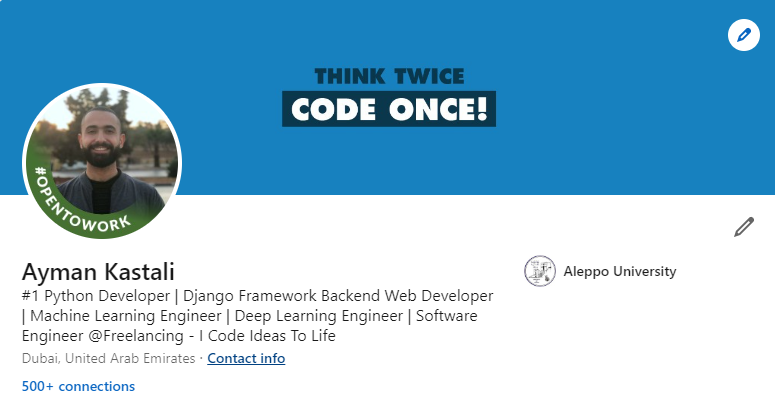 THINK TWICE
CODE ONCE!
#OPENTOWORK
Ayman Kastali
#1 Python Developer | Django Framework Backend Web Developer
| Machine Learning Engineer | Deep Learning Engineer | Software
Engineer @Freelancing - I Code Ideas To Life
Dubai, United Arab Emirates · Contact info
500+ connections
Aleppo University